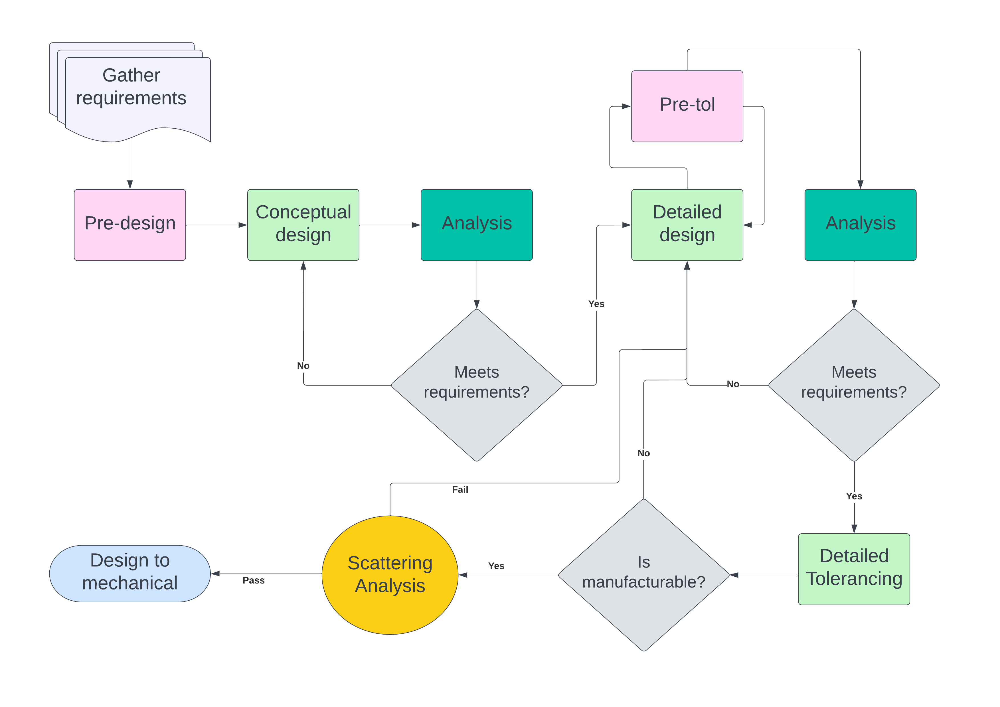 Gather
requirements
Pre-tol
Pre-design
Conceptual
design
Analysis
Detailed
design
Analysis
Yes
No
Meets
requirements?
No
Meets
requirements?
No
Fail
Yes
Design to
mechanical
Pass
Scattering
Analysis
Yes
Is
manufacturable?
Detailed
Tolerancing